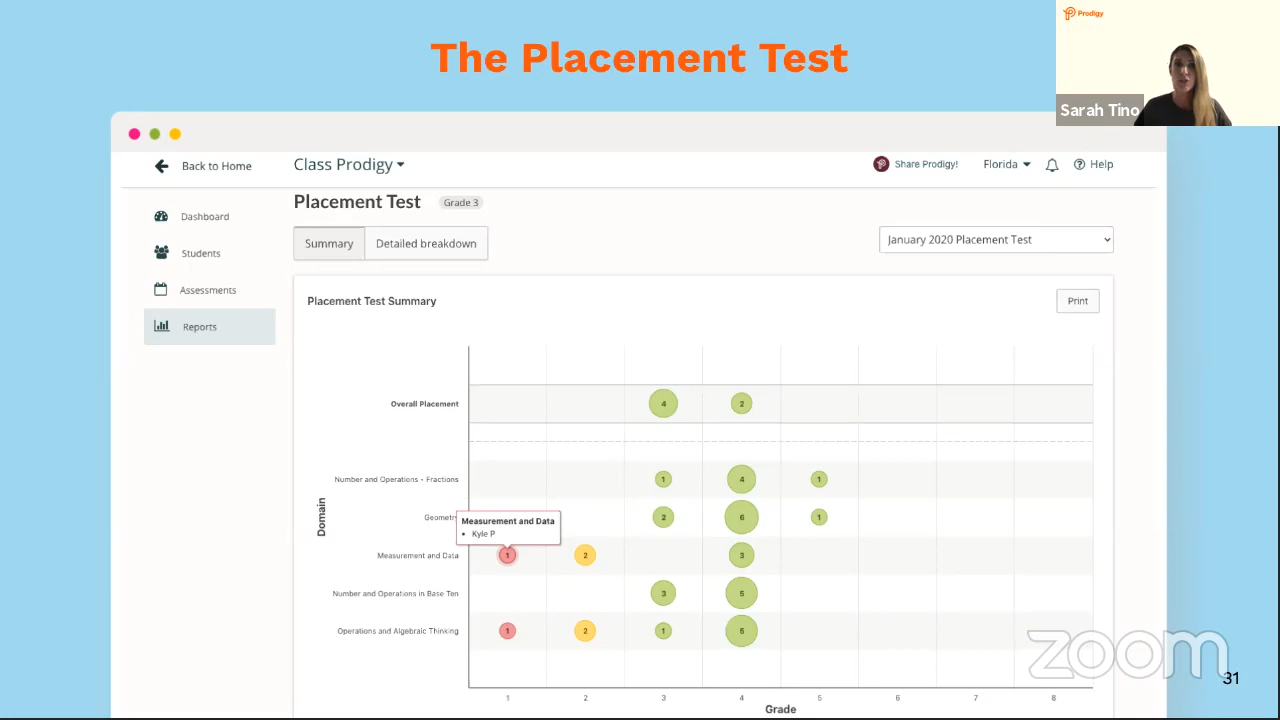 The Placement Test
Prodigy
Sarah Tino
Back to Home
Class Prodigy
Share Prodigy!
Florida
Help
Dashboard
Students
Assessments
Reports
Placement Test
Grade 3
Summary
Detailed breakdown
January 2020 Placement Test
Placement Test Summary
Print
Overall Placement
4
2
Number and Operations - Fractions
1
4
1
Geometry
2
6
1
Measurement and Data
Kyle P
Measurement and Data
1
2
3
Number and Operations in Base Ten
3
5
Operations and Algebraic Thinking
1
2
1
5
Domain
1 2 3 4 5 6 7 8
Grade
zoom
31